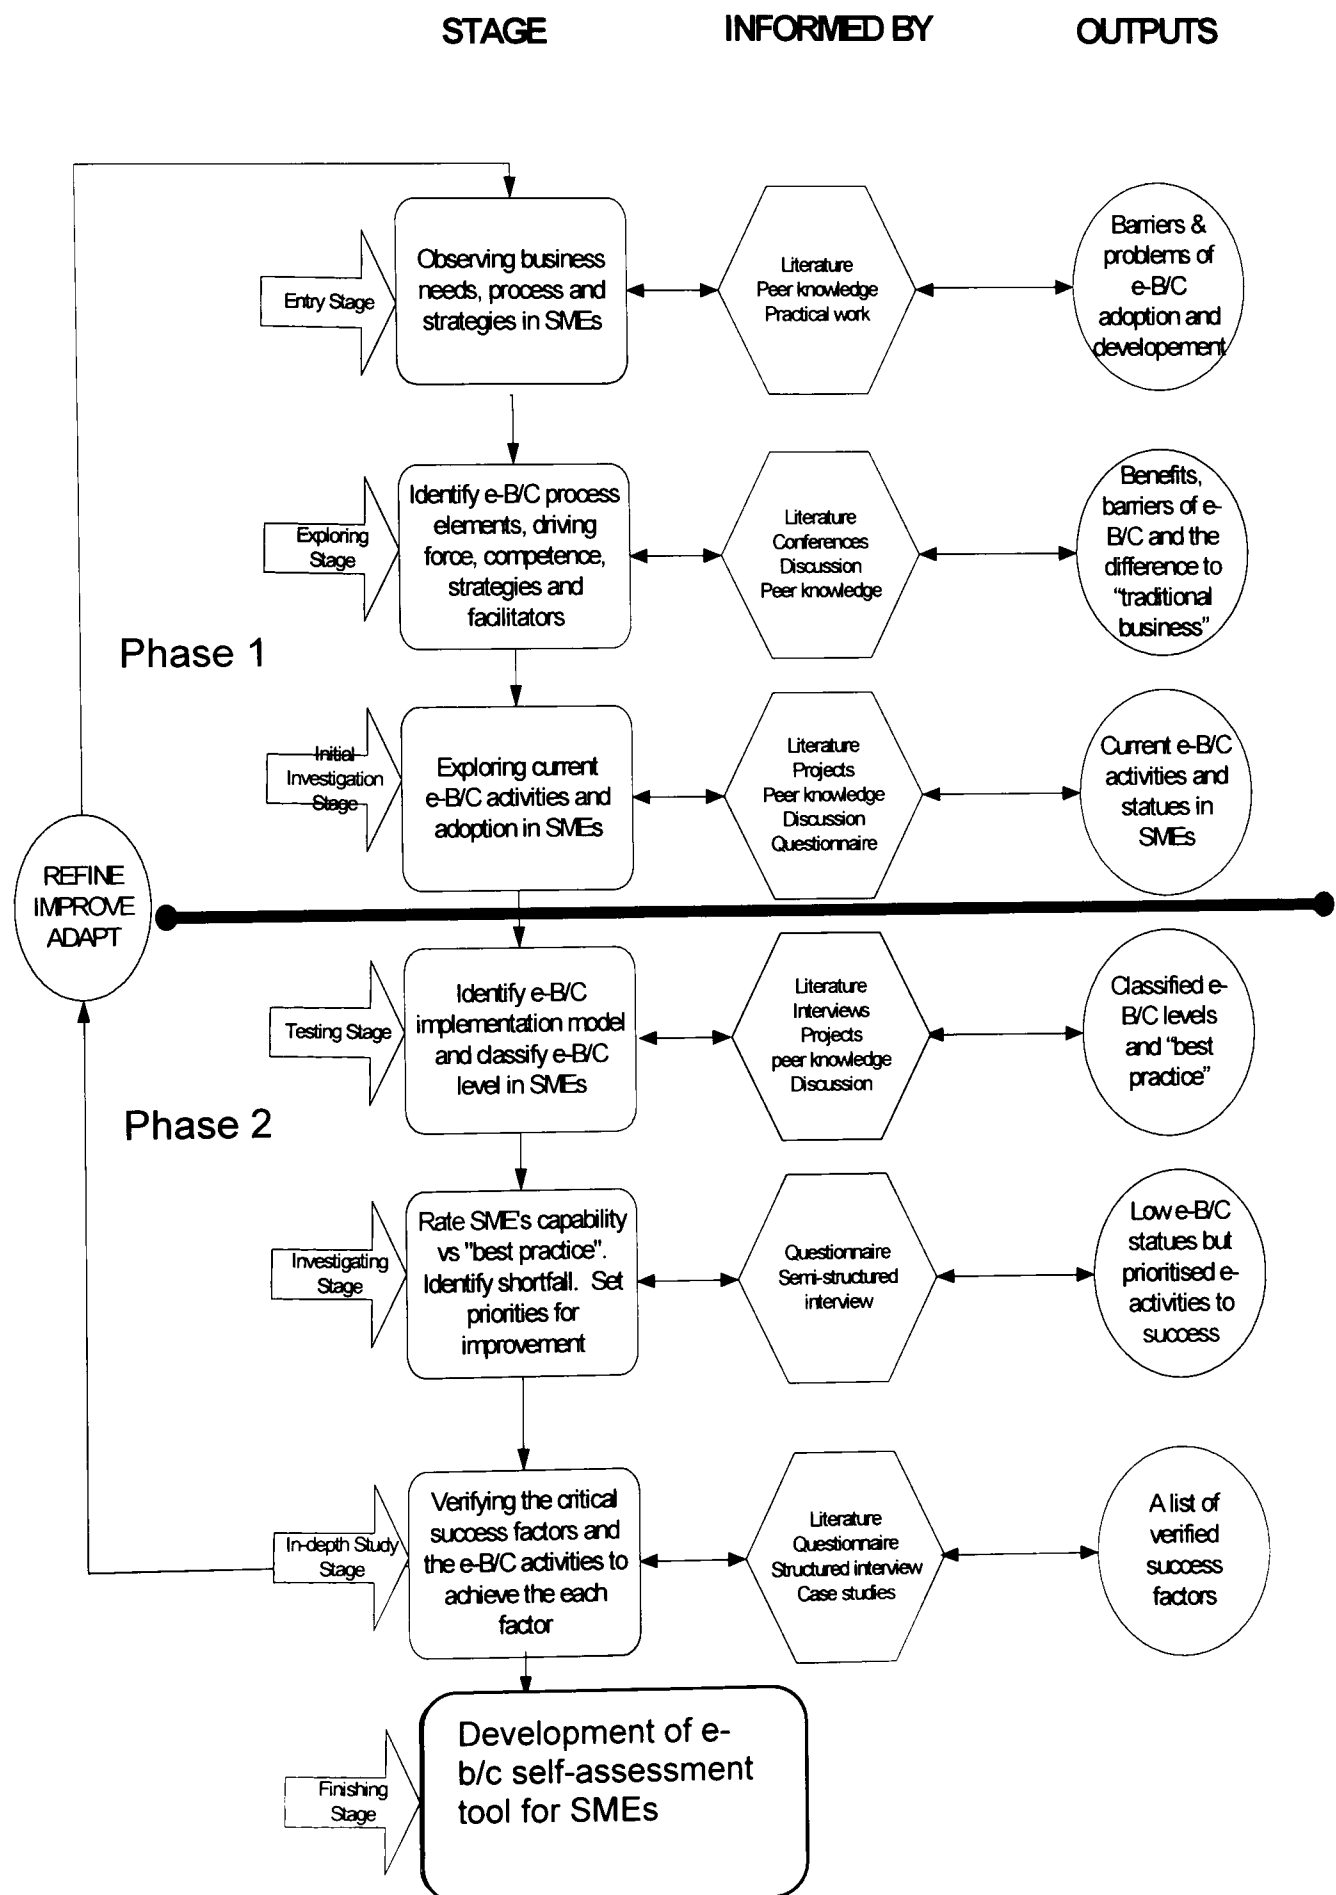 STAGE
INFORMED BY
OUTPUTS
Entry Stage
Observing business
needs, process and
strategies in SMEs
Literature
Peer knowledge
Practical work
Barriers &
problems of
e-B/C
adoption and
developement
Exploring
Stage
Identify e-B/C process
elements, driving
force, competence,
strategies and
facilitators
Literature
Conferences
Discussion
Peer knowledge
Benefits,
barriers of e-
B/C and the
difference to
“traditional
business”
Phase 1
Initial
Investigation
Stage
Exploring current
e-B/C activities and
adoption in SMEs
Literature
Projects
Peer knowledge
Discussion
Questionnaire
Current e-B/C
activities and
statues in
SMEs
REFINE
IMPROVE
ADAPT
Testing Stage
Identify e-B/C
implementation model
and classify e-B/C
level in SMEs
Literature
Interviews
Projects
peer knowledge
Discussion
Classified e-
B/C levels
and “best
practice”
Phase 2
Investigating
Stage
Rate SME's capability
vs "best practice".
Identify shortfall. Set
priorities for
improvement
Questionnaire
Semi-structured
interview
Low e-B/C
statues but
prioritised e-
activities to
success
In-depth Study
Stage
Verifying the critical
success factors and
the e-B/C activities to
achieve the each
factor
Literature
Questionnaire
Structured interview
Case studies
A list of
verified
success
factors
Finishing
Stage
Development of e-
b/c self-assessment
tool for SMEs